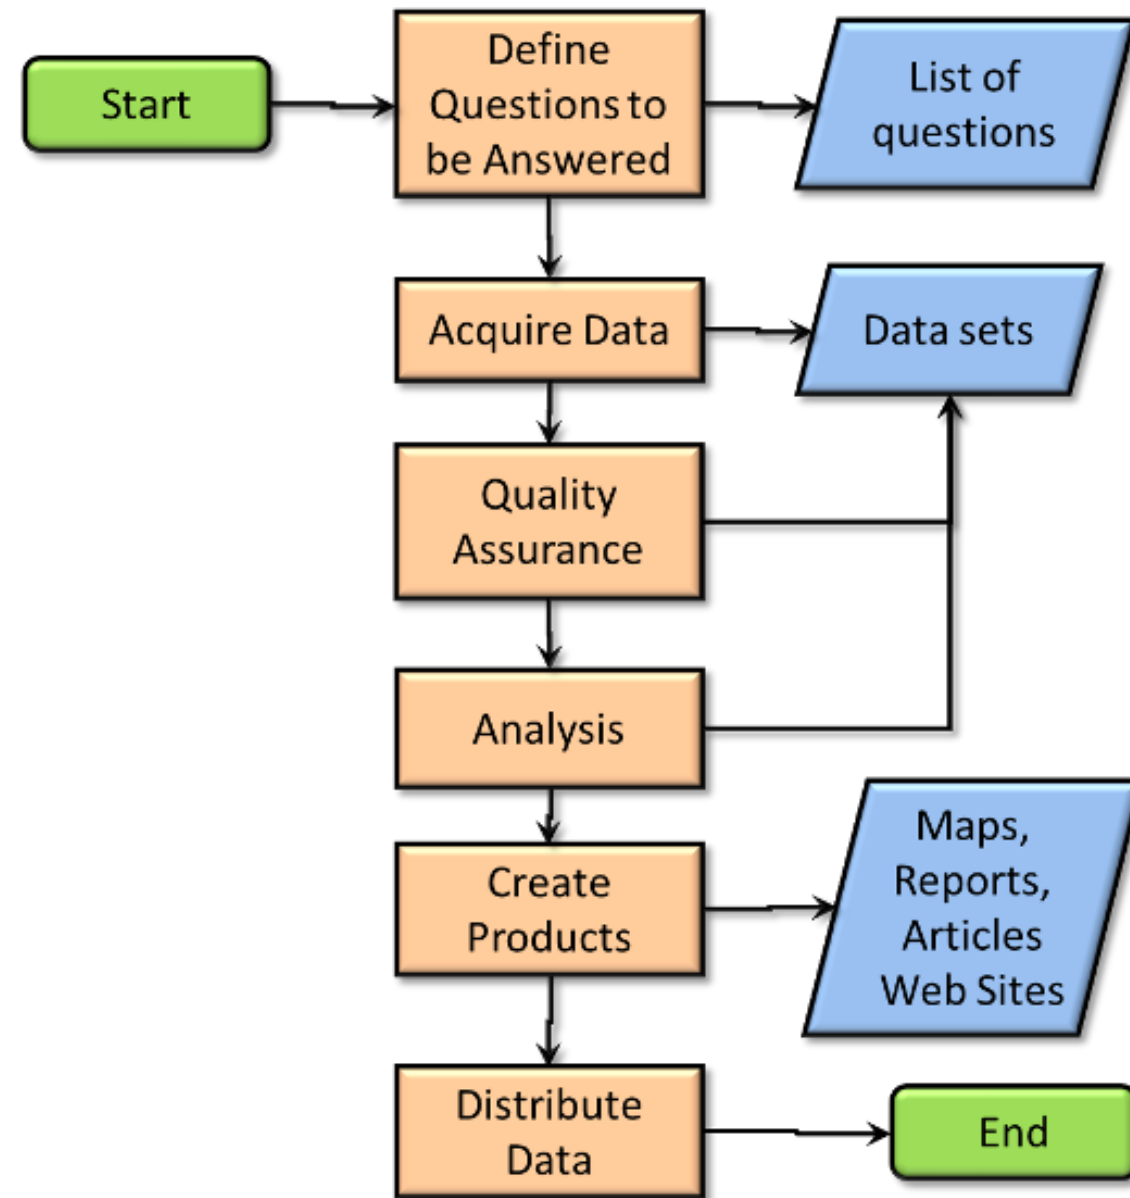 Start
Define
Questions to
be Answered
List of
questions
Acquire Data
Data sets
Quality
Assurance
Analysis
Create
Products
Maps,
Reports,
Articles
Web Sites
Distribute
Data
End